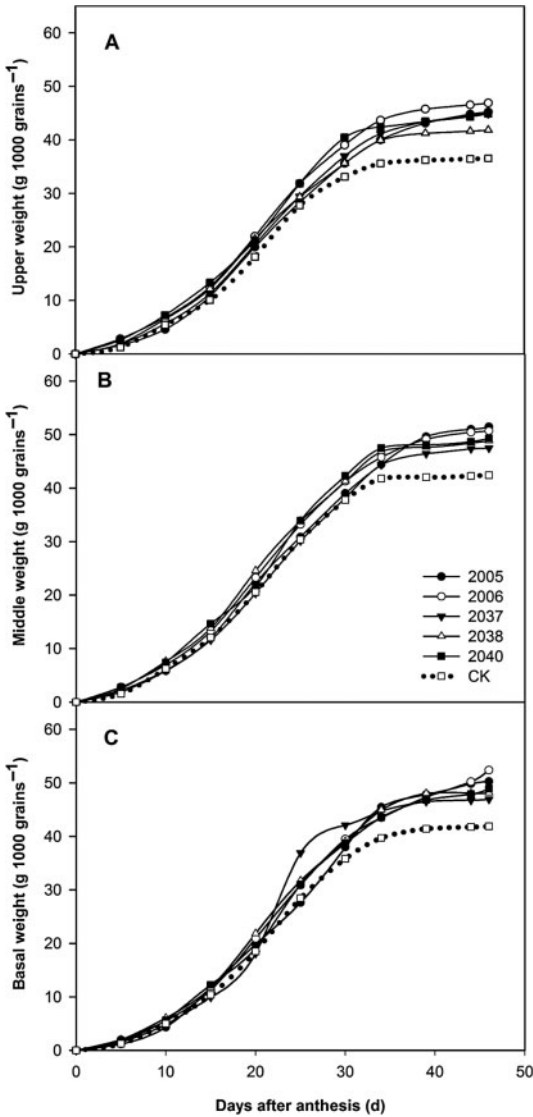 A
60
50
40
30
20
10
0
Upper weight (g 1000 grains⁻¹)
B
50
40
30
20
10
0
Middle weight (g 1000 grains⁻¹)
2005
2006
2037
2038
2040
CK
C
60
50
40
30
20
10
0
Basal weight (g 1000 grains⁻¹)
0 10 20 30 40 50
Days after anthesis (d)